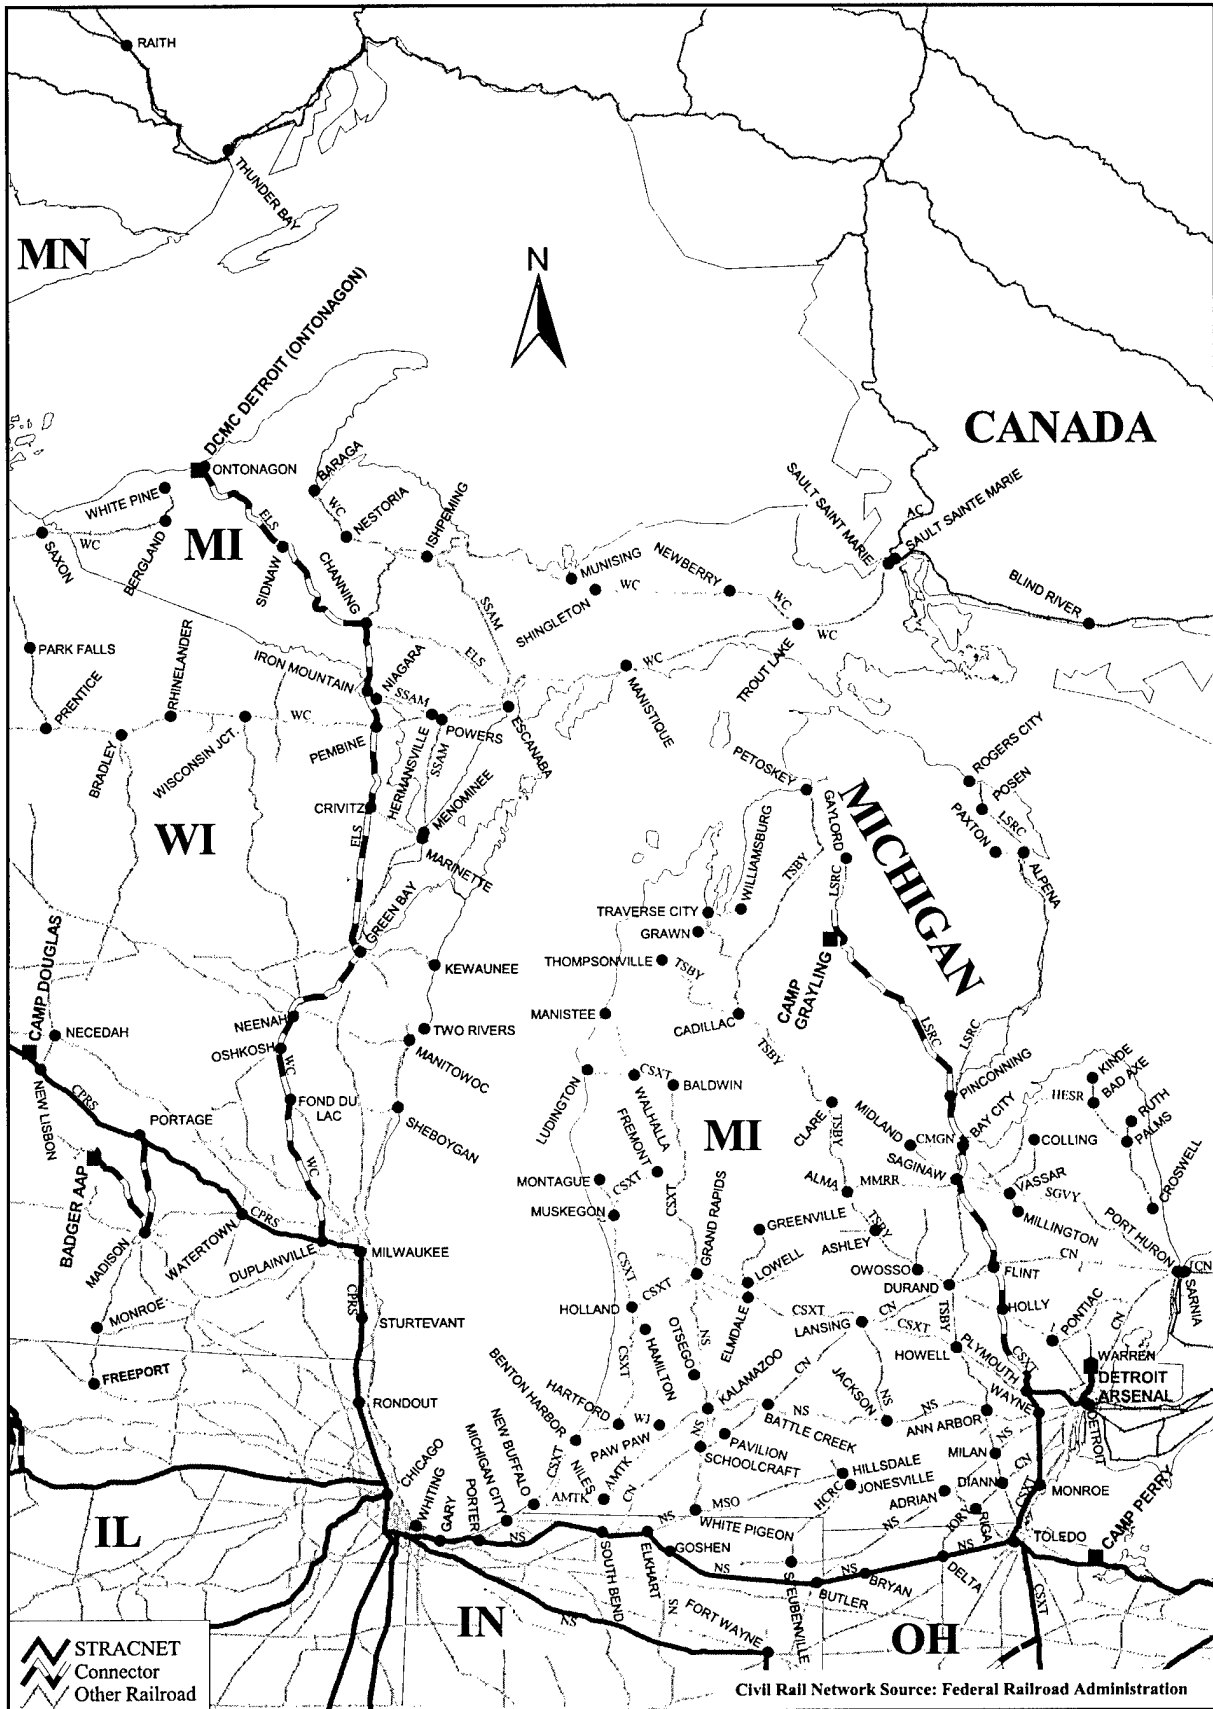 RAITH
THUNDER BAY
MN
N
CANADA
DCMC DETROIT (ONTONAGON)
ONTONAGON
BARAGA
WHITE PINE
WC
NESTORIA
ISHPEMING
SAULT SAINT MARIE
SAULT SAINTE MARIE
AC
ELS
MI
SAXON
WC
BERGLAND
SIDNAW
CHANNING
MUNISING
SHINGLETON
WC
NEWBERRY
WC
WC
BLIND RIVER
SSAM
ELS
TROUT LAKE
WC
MANISTIQUE
PARK FALLS
PRENTICE
RHINELANDER
IRON MOUNTAIN
NIAGARA
SSAM
BRADLEY
WISCONSIN JCT.
WC
PEMBINE
HERMANSVILLE
POWERS
SSAM
ESCANABA
PETOSKEY
ROGERS CITY
POSEN
WI
CRIVITZ
ELS
MENOMINEE
MARINETTE
GAYLORD
MICHIGAN
PAXTON
LSRC
ALPENA
WILLIAMSBURG
TSBY
LSRC
GREEN BAY
TRAVERSE CITY
GRAWN
THOMPSONVILLE
TSBY
CAMP DOUGLAS
KEWAUNEE
CAMP GRAYLING
NECEDAH
NEENAH
TWO RIVERS
MANISTEE
CADILLAC
LSRC
LSRC
OSHKOSH
WC
MANITOWOC
TSBY
NEW LISBON
CPRS
FOND DU
LAC
SHEBOYGAN
LUDINGTON
CSXT
WALHALLA
BALDWIN
PINCONNING
KINDE
BAD AXE
HESR
RUTH
PALMS
PORTAGE
WC
FREMONT
MI
CLARE
TSBY
MIDLAND
CMGN
BAY CITY
COLLING
BADGER AAP
MONTAGUE
CSXT
CSXT
ALMA
MMRR
SAGINAW
VASSAR
SGVY
CROSWELL
MUSKEGON
MILLINGTON
MADISON
WATERTOWN
CPRS
DUPLAINVILLE
MILWAUKEE
GRAND RAPIDS
GREENVILLE
ASHLEY
TSBY
PORT HURON
CN
TCN
SARNIA
CPRS
CSXT
CSXT
LOWELL
OWOSSO
DURAND
FLINT
MONROE
STURTEVANT
HOLLAND
ELMDALE
CSXT
CN
LANSING
CSXT
TSBY
HOLLY
PONTIAC
CN
HAMILTON
OTSEGO
NS
HOWELL
PLYMOUTH
CSXT
WARREN
DETROIT
ARSENAL
FREEPORT
RONDOUT
BENTON HARBOR
HARTFORD
CSXT
WJ
PAW PAW
KALAMAZOO
CN
NS
BATTLE CREEK
JACKSON
NS
NS
ANN ARBOR
WAYNE
DETROIT
NS
NS
PAVILION
SCHOOLCRAFT
MILAN
CHICAGO
WHITING
GARY
PORTER
MICHIGAN CITY
NEW BUFFALO
CSXT
NILES
AMTK
AMTK
CN
MSO
HILLSDALE
JONESVILLE
HCRC
ADRIAN
DIANN
CN
CSXT
MONROE
CAMP PERRY
IL
NS
NS
WHITE PIGEON
NS
IORY
RIGA
TOLEDO
GOSHEN
SOUTH BEND
ELKHART
NS
NS
STEUBENVILLE
BUTLER
NS
BRYAN
DELTA
NS
CSXT
IN
NS
FORT WAYNE
OH
STRACNET
Connector
Other Railroad
Civil Rail Network Source: Federal Railroad Administration